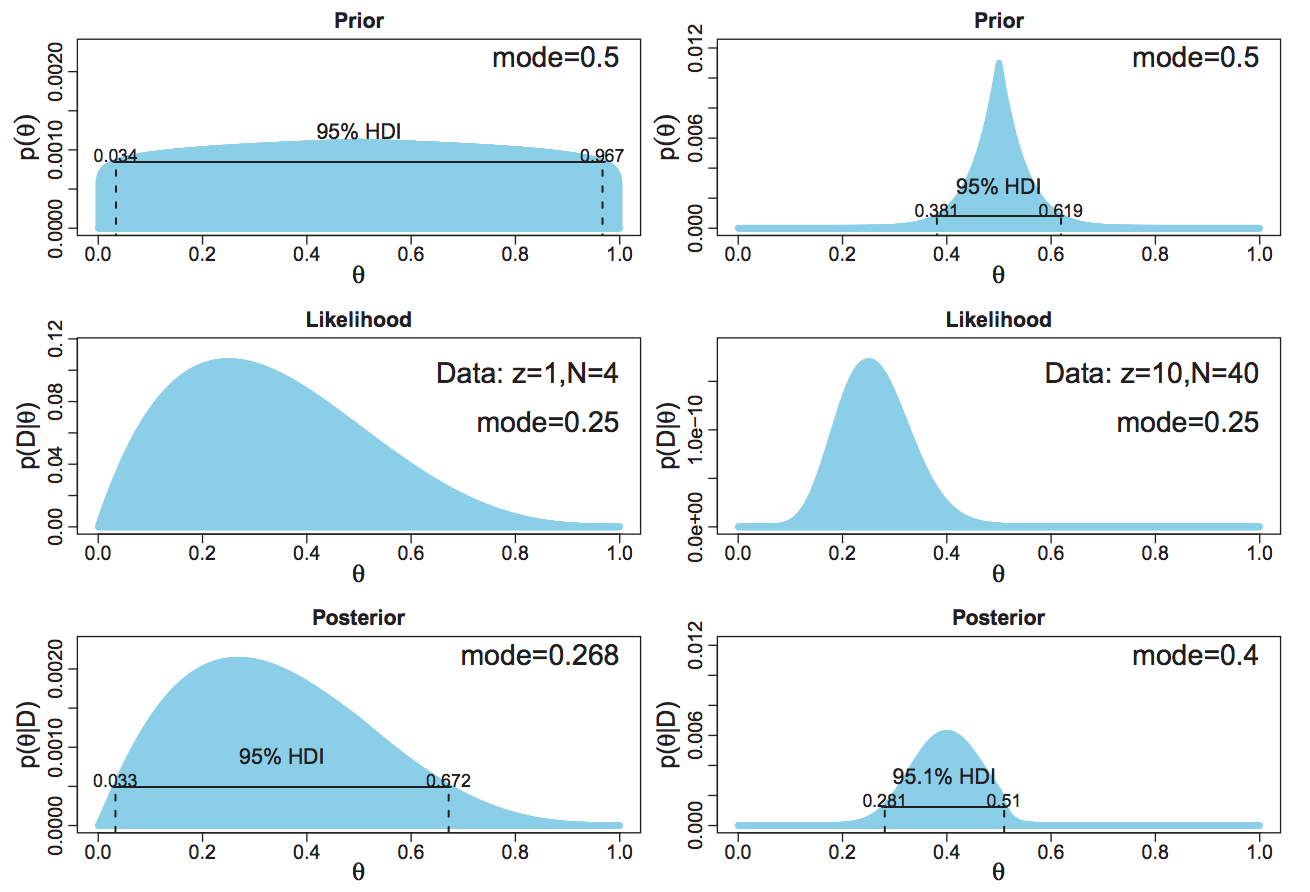 Prior
mode=0.5
95% HDI
0.034 0.967
p(θ)
0.0000 0.0010 0.0020
0.0 0.2 0.4 0.6 0.8 1.0
θ
Prior
mode=0.5
95% HDI
0.381 0.619
p(θ)
0.000 0.006 0.012
0.0 0.2 0.4 0.6 0.8 1.0
θ
Likelihood
Data: z=1,N=4
mode=0.25
p(D|θ)
0.00 0.04 0.08 0.12
0.0 0.2 0.4 0.6 0.8 1.0
θ
Likelihood
Data: z=10,N=40
mode=0.25
p(D|θ)
0.0e+00 1.0e−10
0.0 0.2 0.4 0.6 0.8 1.0
θ
Posterior
mode=0.268
95% HDI
0.033 0.672
p(θ|D)
0.0000 0.0010 0.0020
0.0 0.2 0.4 0.6 0.8 1.0
θ
Posterior
mode=0.4
95.1% HDI
0.281 0.51
p(θ|D)
0.000 0.006 0.012
0.0 0.2 0.4 0.6 0.8 1.0
θ